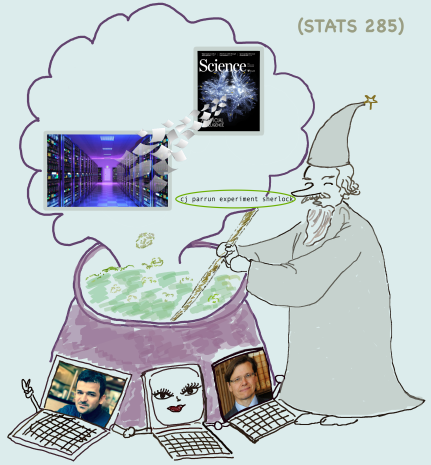 (STATS 285)
Science
cj parrun experiment sherlock